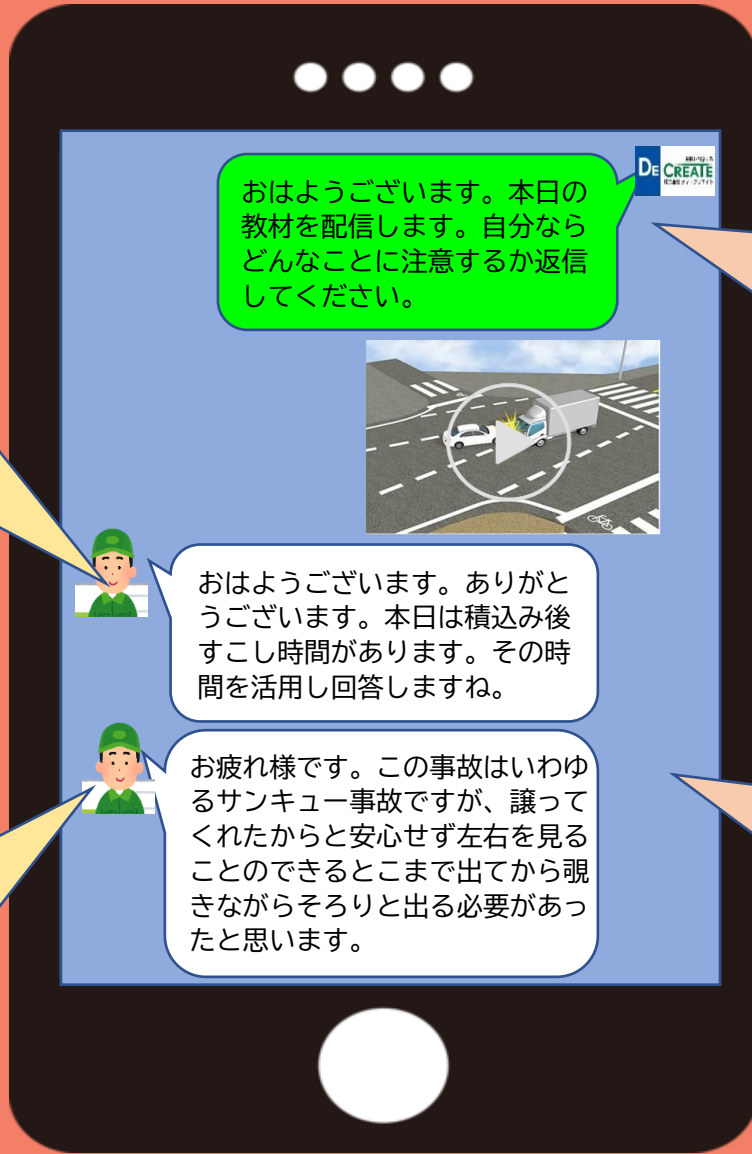 DE CREATE
おはようございます。本日の
教材を配信します。自分なら
どんなことに注意するか返信
してください。
おはようございます。ありがと
うございます。本日は積込み後
すこし時間があります。その時
間を活用し回答しますね。
お疲れ様です。この事故はいわゆ
るサンキュー事故ですが、譲って
くれたからと安心せず左右を見る
ことのできるとこまで出てから覗
きながらそろりと出る必要があっ
たと思います。